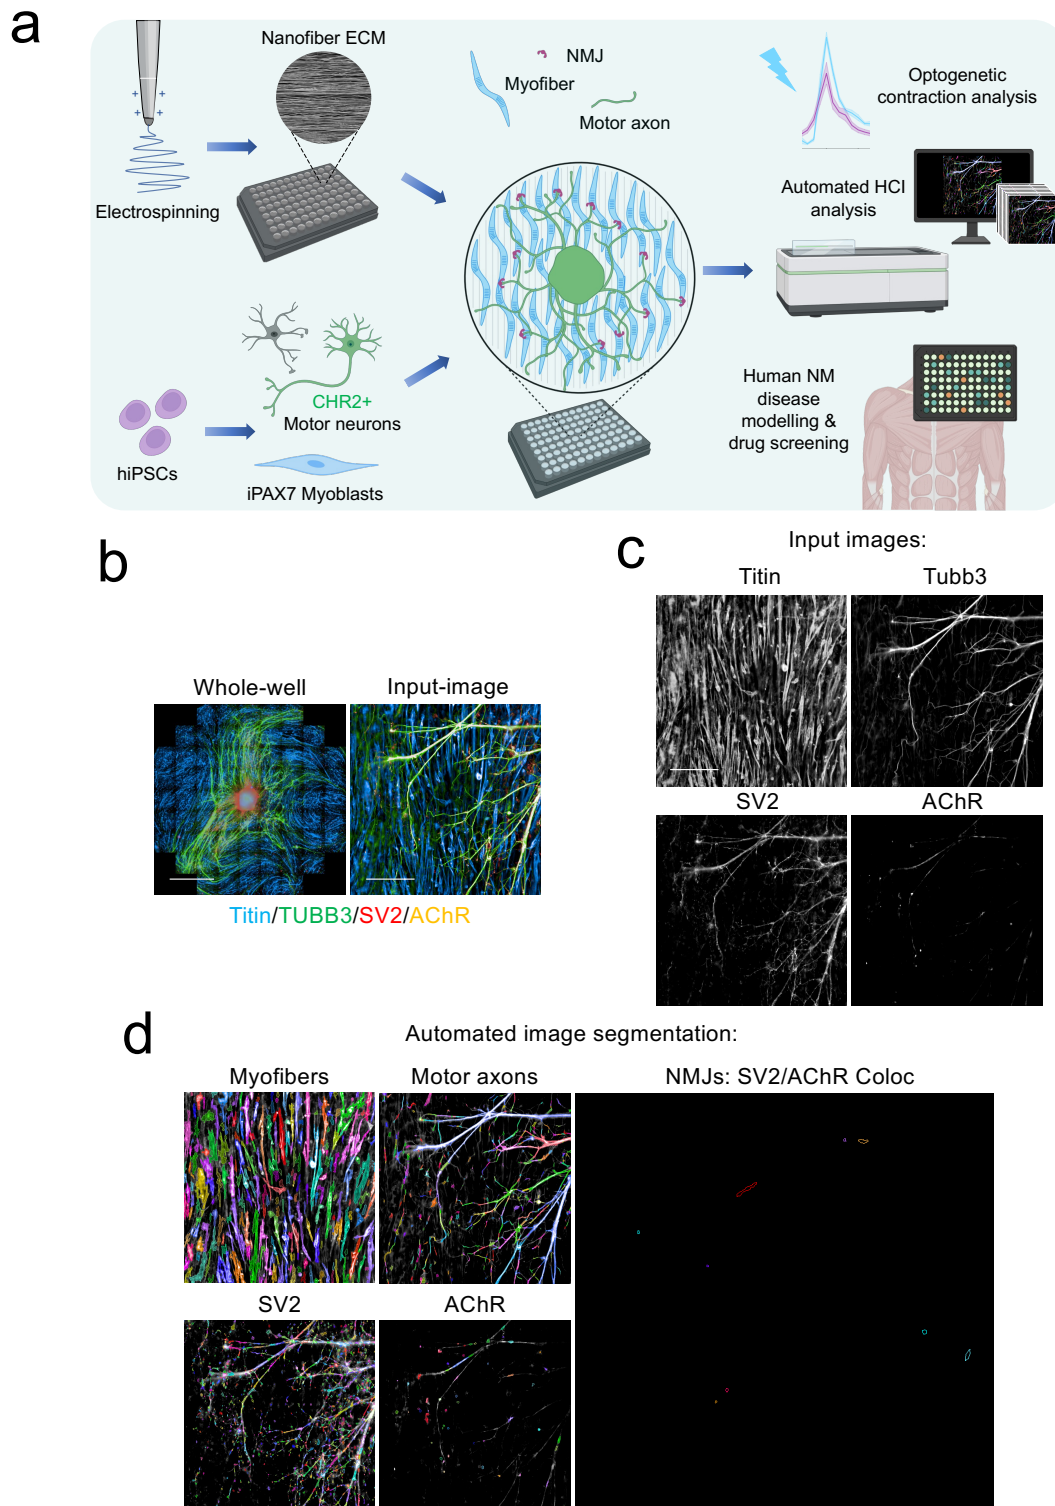 a
Nanofiber ECM
NMJ
Myofiber
Motor axon
Optogenetic
contraction analysis
Electrospinning
Automated HCI
analysis
CHR2+
Motor neurons
hiPSCs
iPAX7 Myoblasts
Human NM
disease
modelling &
drug screening
b
Whole-well
Input-image
Titin/TUBB3/SV2/AChR
c
Input images:
Titin
Tubb3
SV2
AChR
d
Automated image segmentation:
Myofibers
Motor axons
NMJs: SV2/AChR Coloc
SV2
AChR